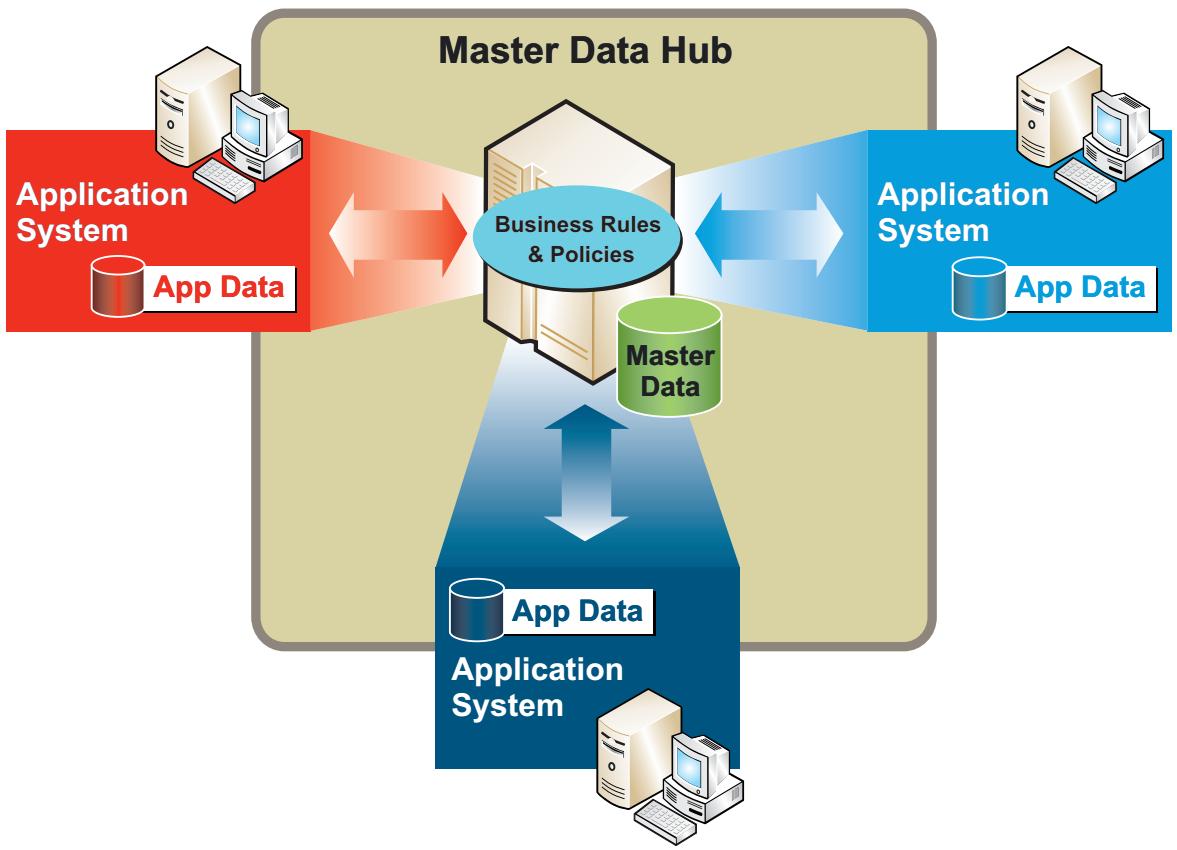 Master Data Hub
Application
System
App Data
Business Rules
& Policies
Application
System
App Data
Master
Data
App Data
Application
System